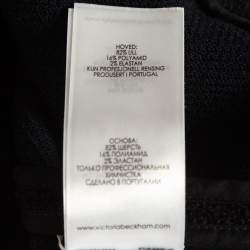 HOVED:
82% ULL
16% POLYAMID
2% ELASTAN
KUN PROFESJONELL RENSING
PRODUSERT I PORTUGAL
ОСНОВА:
82% ШЕРСТЬ
16% ПОЛИАМИД
2% ЭЛАСТАН
ТОЛЬКО ПРОФЕССИОНАЛЬНАЯ
ХИМЧИСТКА
СДЕЛАНО В ПОРТУГАЛИИ
www.victoriabeckham.com